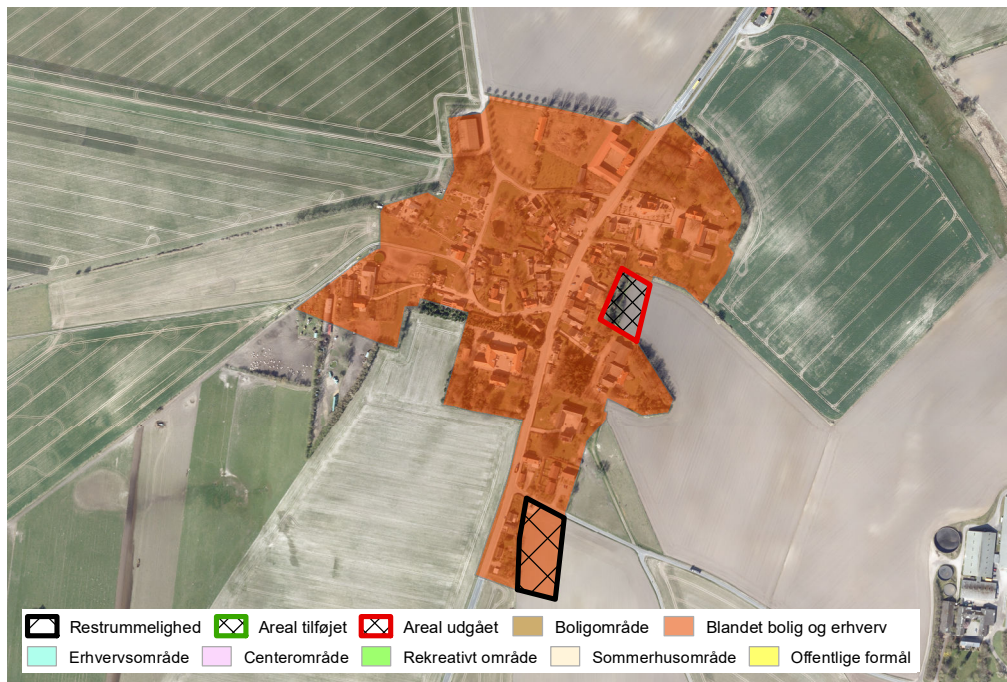 Restrummelighed Areal tilføjet Areal udgået Boligområde Blandet bolig og erhverv
Erhvervsområde Centerområde Rekreativt område Sommerhusområde Offentlige formål